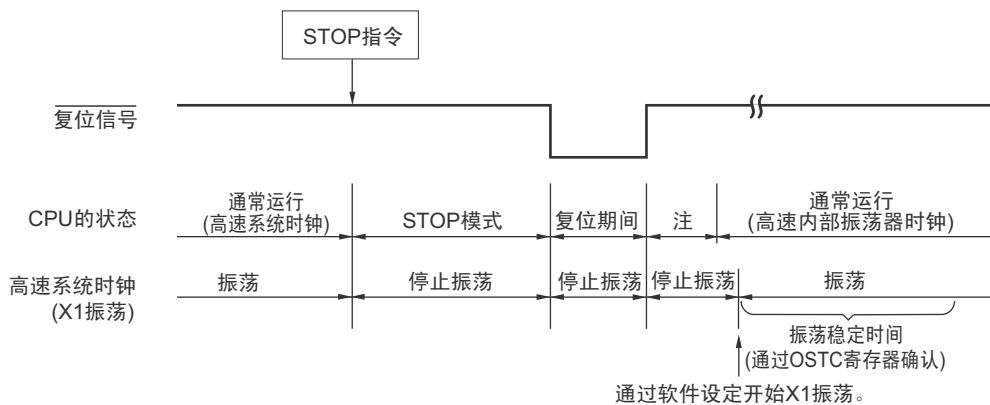 STOP指令
复位信号
CPU的状态
通常运行
(高速系统时钟)
STOP模式
复位期间
注
通常运行
(高速内部振荡器时钟)
高速系统时钟
(X1振荡)
振荡
停止振荡
停止振荡
停止振荡
振荡
振荡稳定时间
(通过OSTC寄存器确认)
通过软件设定开始X1振荡。